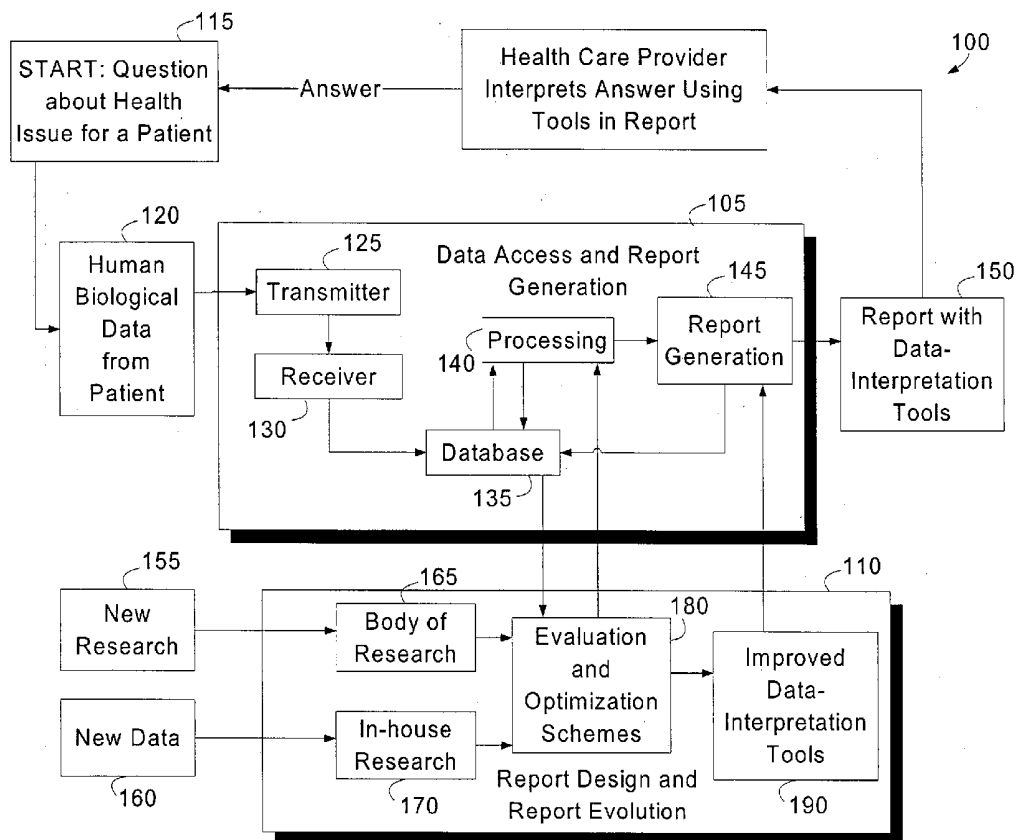 115
START: Question
about Health
Issue for a Patient
Answer
Health Care Provider
Interprets Answer Using
Tools in Report
100
120
Human
Biological
Data
from
Patient
105
Data Access and Report
Generation
125
Transmitter
Receiver
130
140
Processing
145
Report
Generation
Database
135
150
Report with
Data-
Interpretation
Tools
155
New
Research
New Data
160
110
165
Body of
Research
In-house
Research
170
180
Evaluation
and
Optimization
Schemes
Improved
Data-
Interpretation
Tools
190
Report Design and
Report Evolution